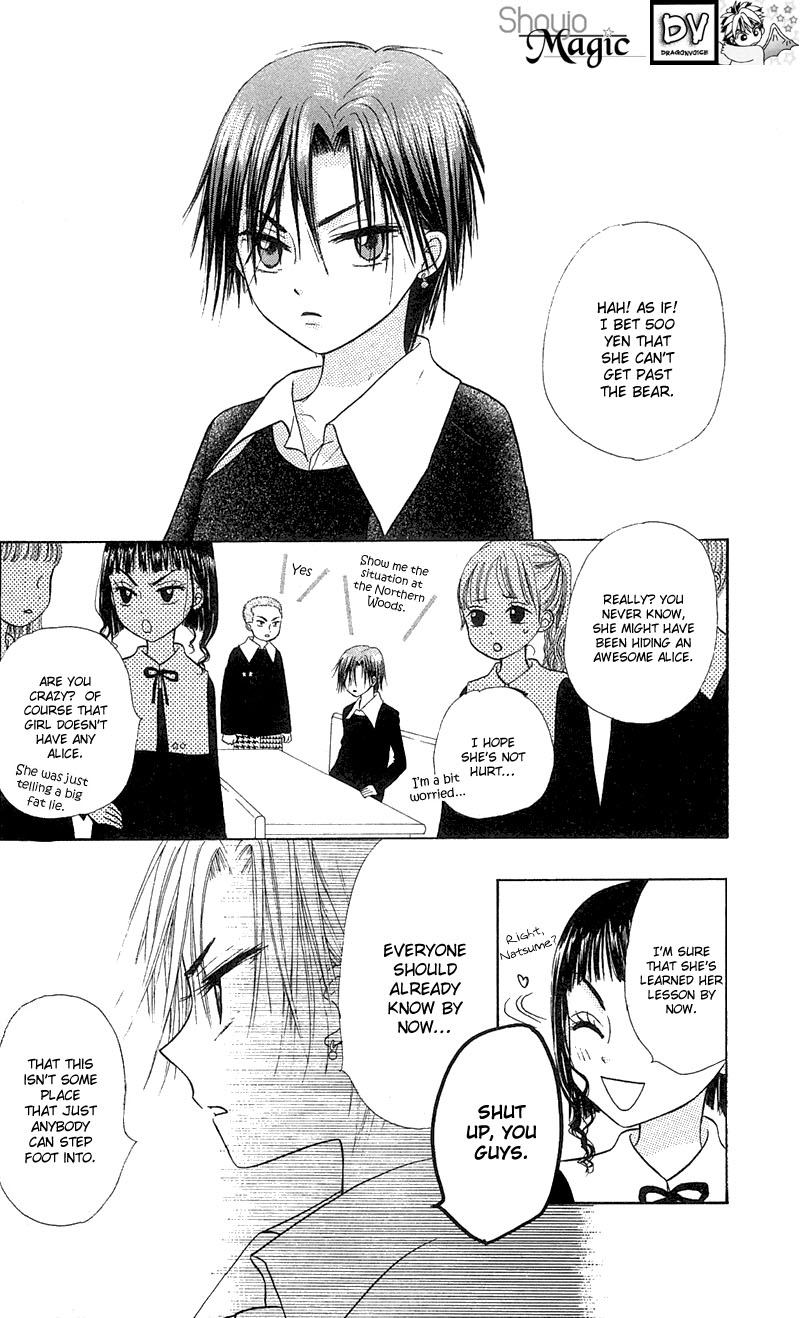 Shoujo
Magic
DV
DRAGONVOICE
HAH! AS IF!
I BET 500
YEN THAT
SHE CAN'T
GET PAST
THE BEAR.
REALLY? YOU
NEVER KNOW,
SHE MIGHT HAVE
BEEN HIDING AN
AWESOME ALICE.
Show me the
situation at
the Northern
Woods.
Yes
I HOPE
SHE'S NOT
HURT...
I'm a bit
worried...
ARE YOU
CRAZY? OF
COURSE THAT
GIRL DOESN'T
HAVE ANY
ALICE.
She was just
telling a big
fat lie.
I'M SURE
THAT SHE'S
LEARNED HER
LESSON BY
NOW.
Right,
Natsume?
SHUT
UP, YOU
GUYS.
EVERYONE
SHOULD
ALREADY
KNOW BY
NOW...
THAT THIS
ISN'T SOME
PLACE
THAT JUST
ANYBODY
CAN STEP
FOOT INTO.